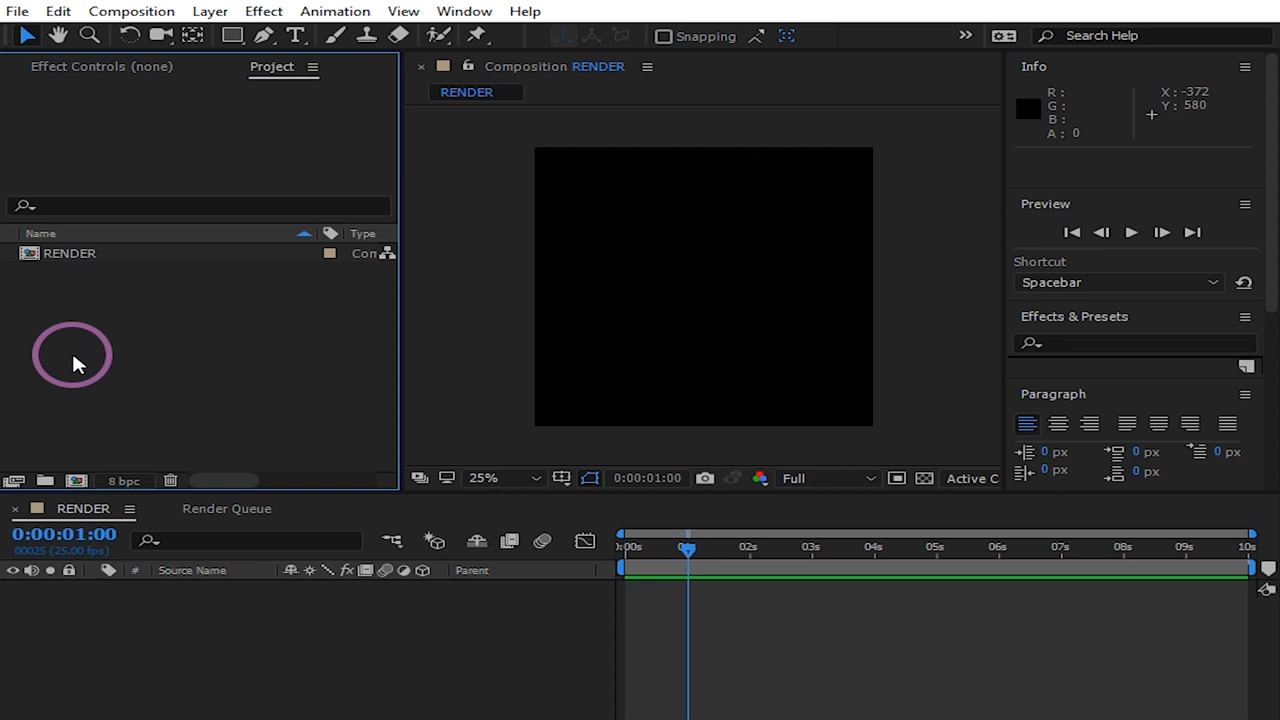 File Edit Composition Layer Effect Animation View Window Help
Snapping Search Help
Effect Controls (none) Project
Composition RENDER
RENDER
Info
R :
G :
B :
A : 0
X : -372
Y : 580
Preview
Shortcut
Spacebar
Effects & Presets
Paragraph
0 px 0 px 0 px
0 px 0 px
Name Type
RENDER Con
8 bpc
25% 0:00:01:00 Full Active C
RENDER Render Queue
0:00:01:00
00025 (25.00 fps)
# Source Name Parent
:00s 02s 03s 04s 05s 06s 07s 08s 09s 10s